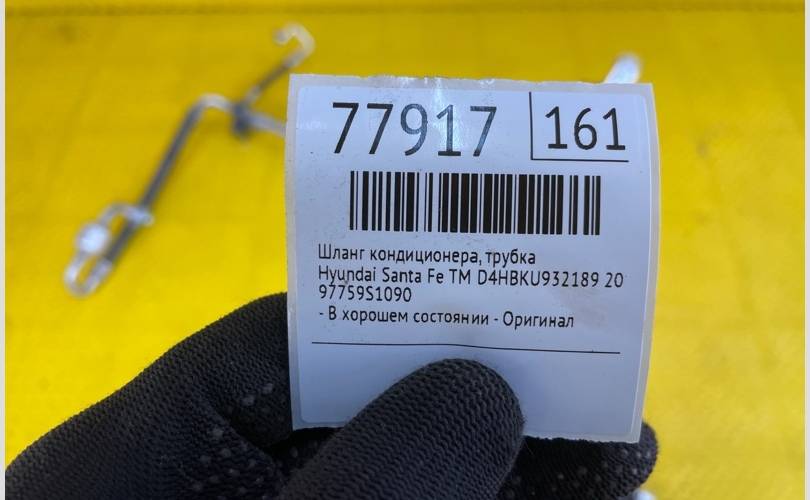 77917 161
Шланг кондиционера, трубка
Hyundai Santa Fe TM D4HBKU932189 20
97759S1090
- В хорошем состоянии - Оригинал